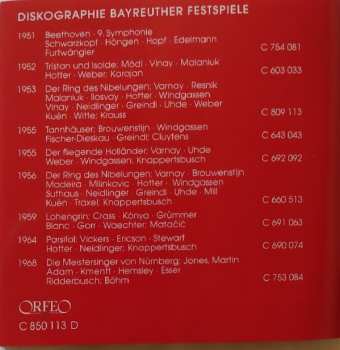 DISKOGRAPHIE BAYREUTHER FESTSPIELE
1951 Beethoven · 9. Symphonie
Schwarzkopf · Höngen · Hopf · Edelmann
Furtwängler C 754 081
1952 Tristan und Isolde: Mödl · Vinay · Malaniuk
Hotter · Weber; Karajan C 603 033
1953 Der Ring des Nibelungen: Varnay · Resnik
Malaniuk · Ilosvay · Hotter · Windgassen
Vinay · Neidlinger · Greindl · Uhde · Weber
Kuën · Witte; Krauss C 809 113
1955 Tannhäuser: Brouwenstijn · Windgassen
Fischer-Dieskau · Greindl; Cluytens C 643 043
1955 Der fliegende Holländer: Varnay · Uhde
Weber · Windgassen; Knappertsbusch C 692 092
1956 Der Ring des Nibelungen: Varnay · Brouwenstijn
Madeira · Milinkovic · Hotter · Windgassen
Suthaus · Neidlinger · Greindl · Uhde · Mill
Kuën · Traxel; Knappertsbusch C 660 513
1959 Lohengrin: Crass · Kónya · Grümmer
Blanc · Gorr · Waechter; Matačić C 691 063
1964 Parsifal: Vickers · Ericson · Stewart
Hotter · Neidlinger; Knappertsbusch C 690 074
1968 Die Meistersinger von Nürnberg: Jones, Martin
Adam · Kmentt · Hemsley · Esser
Ridderbusch; Böhm C 753 084
ORFEO
C 850 113 D